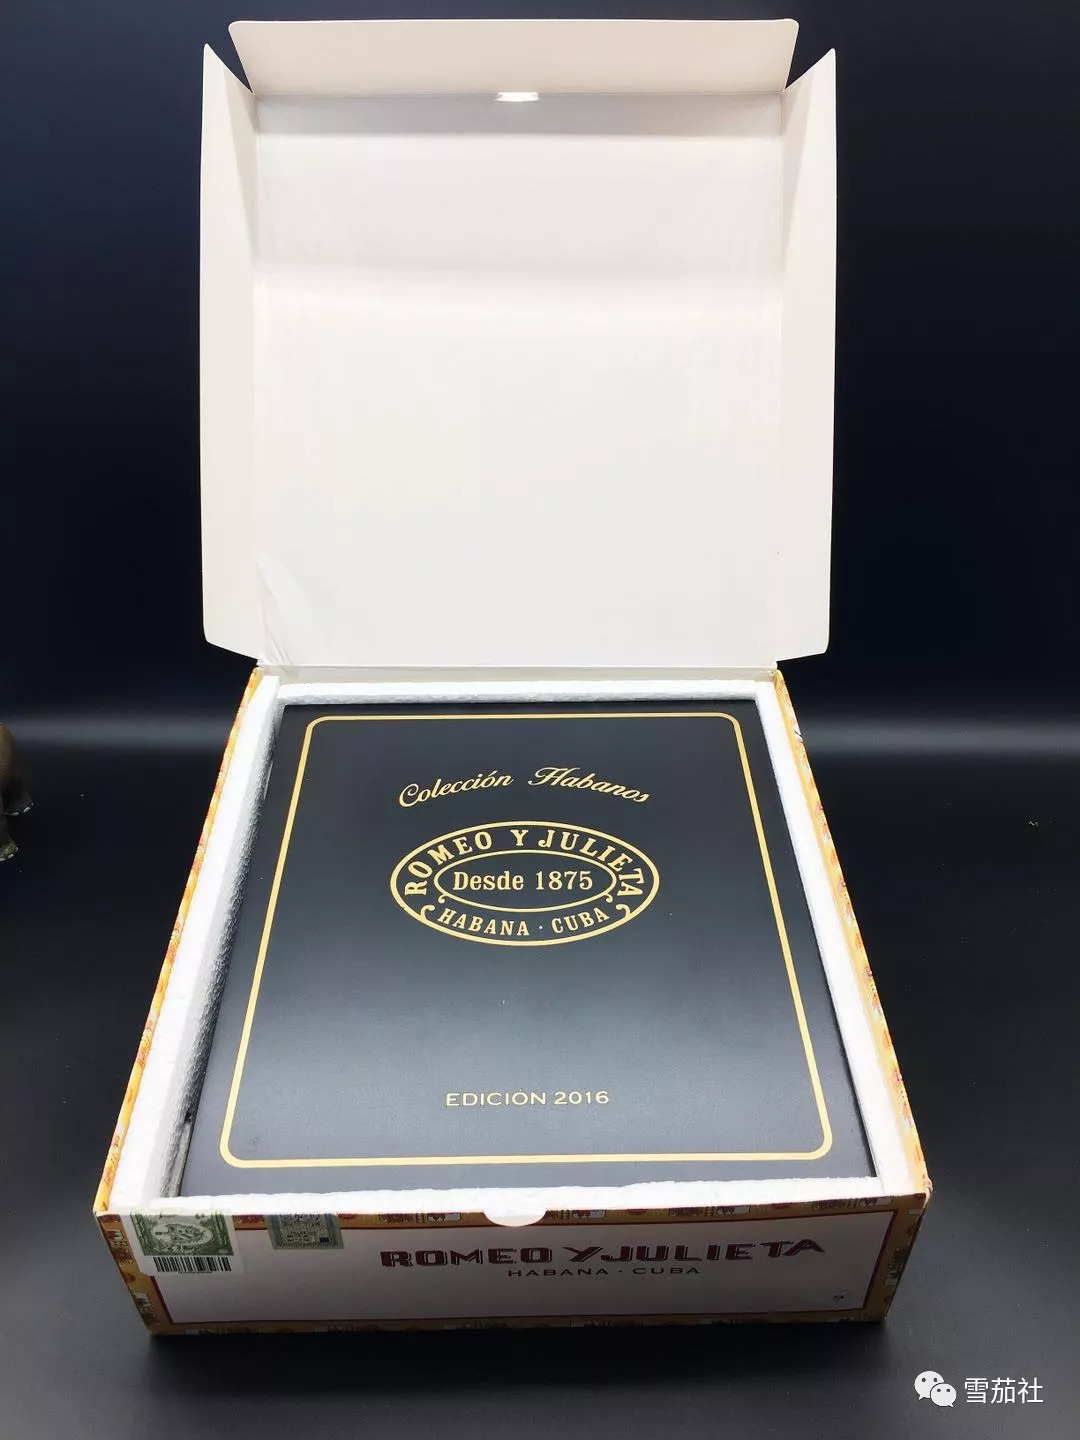 Colección Habanos
ROMEO Y JULIETA
Desde 1875
HABANA · CUBA
EDICIÓN 2016
ROMEO Y JULIETA
HABANA · CUBA
雪茄社